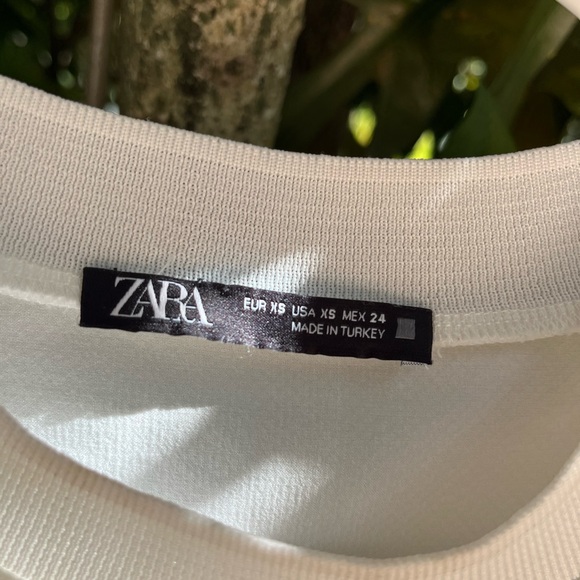 ZARA
EUR XS USA XS MEX 24
MADE IN TURKEY